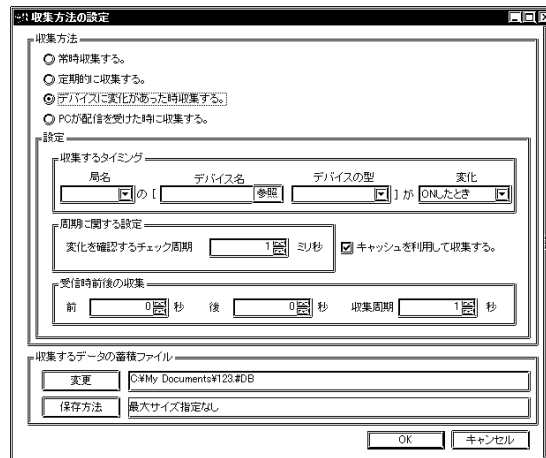 収集方法の設定
収集方法
常時収集する。
定期的に収集する。
デバイスに変化があった時収集する。
PCが配信を受けた時に収集する。
設定
収集するタイミング
局名 デバイス名 デバイスの型 変化
の [ 参照 ] が ONしたとき
周期に関する設定
変化を確認するチェック周期 1 ミリ秒 キャッシュを利用して収集する。
受信時前後の収集
前 0 秒 後 0 秒 収集周期 1 秒
収集するデータの蓄積ファイル
変更 C:¥My Documents¥123.#DB
保存方法 最大サイズ指定なし
OK キャンセル